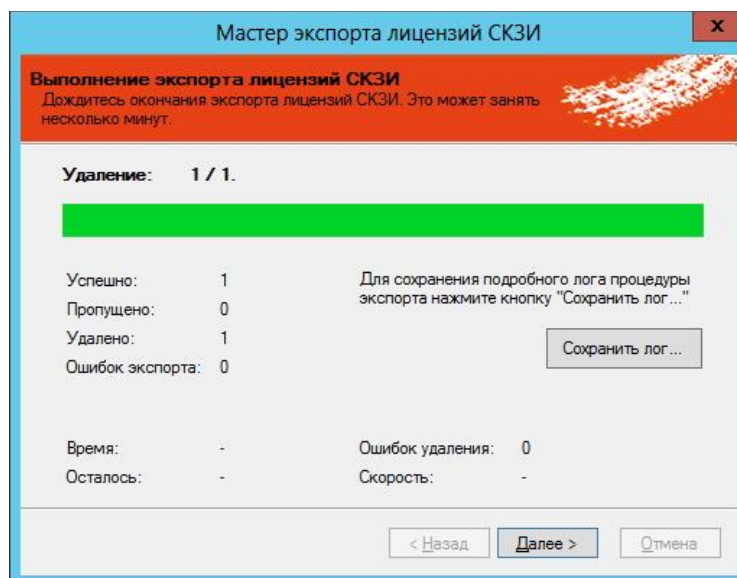 Мастер экспорта лицензий СКЗИ
x
Выполнение экспорта лицензий СКЗИ
Дождитесь окончания экспорта лицензий СКЗИ. Это может занять
несколько минут.
Удаление: 1 / 1.
Успешно: 1
Пропущено: 0
Удалено: 1
Ошибок экспорта: 0
Для сохранения подробного лога процедуры
экспорта нажмите кнопку "Сохранить лог..."
Сохранить лог...
Время: - Ошибок удаления: 0
Осталось: - Скорость: -
< Назад Далее > Отмена